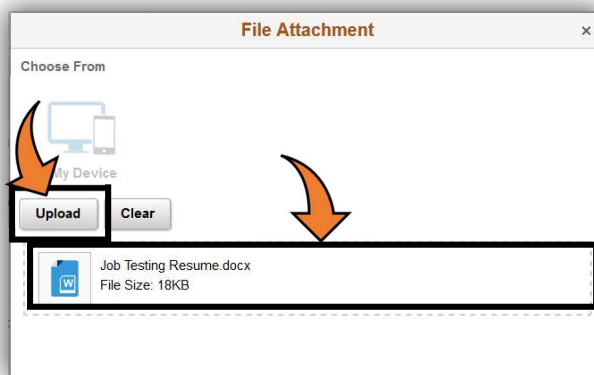 File Attachment
×
Choose From
My Device
Upload
Clear
Job Testing Resume.docx
W
File Size: 18KB